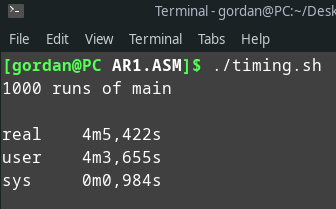 Terminal - gordan@PC:~/Desk
File Edit View Terminal Tabs Help
[gordan@PC AR1.ASM]$ ./timing.sh
1000 runs of main
real 4m5,422s
user 4m3,655s
sys 0m0,984s